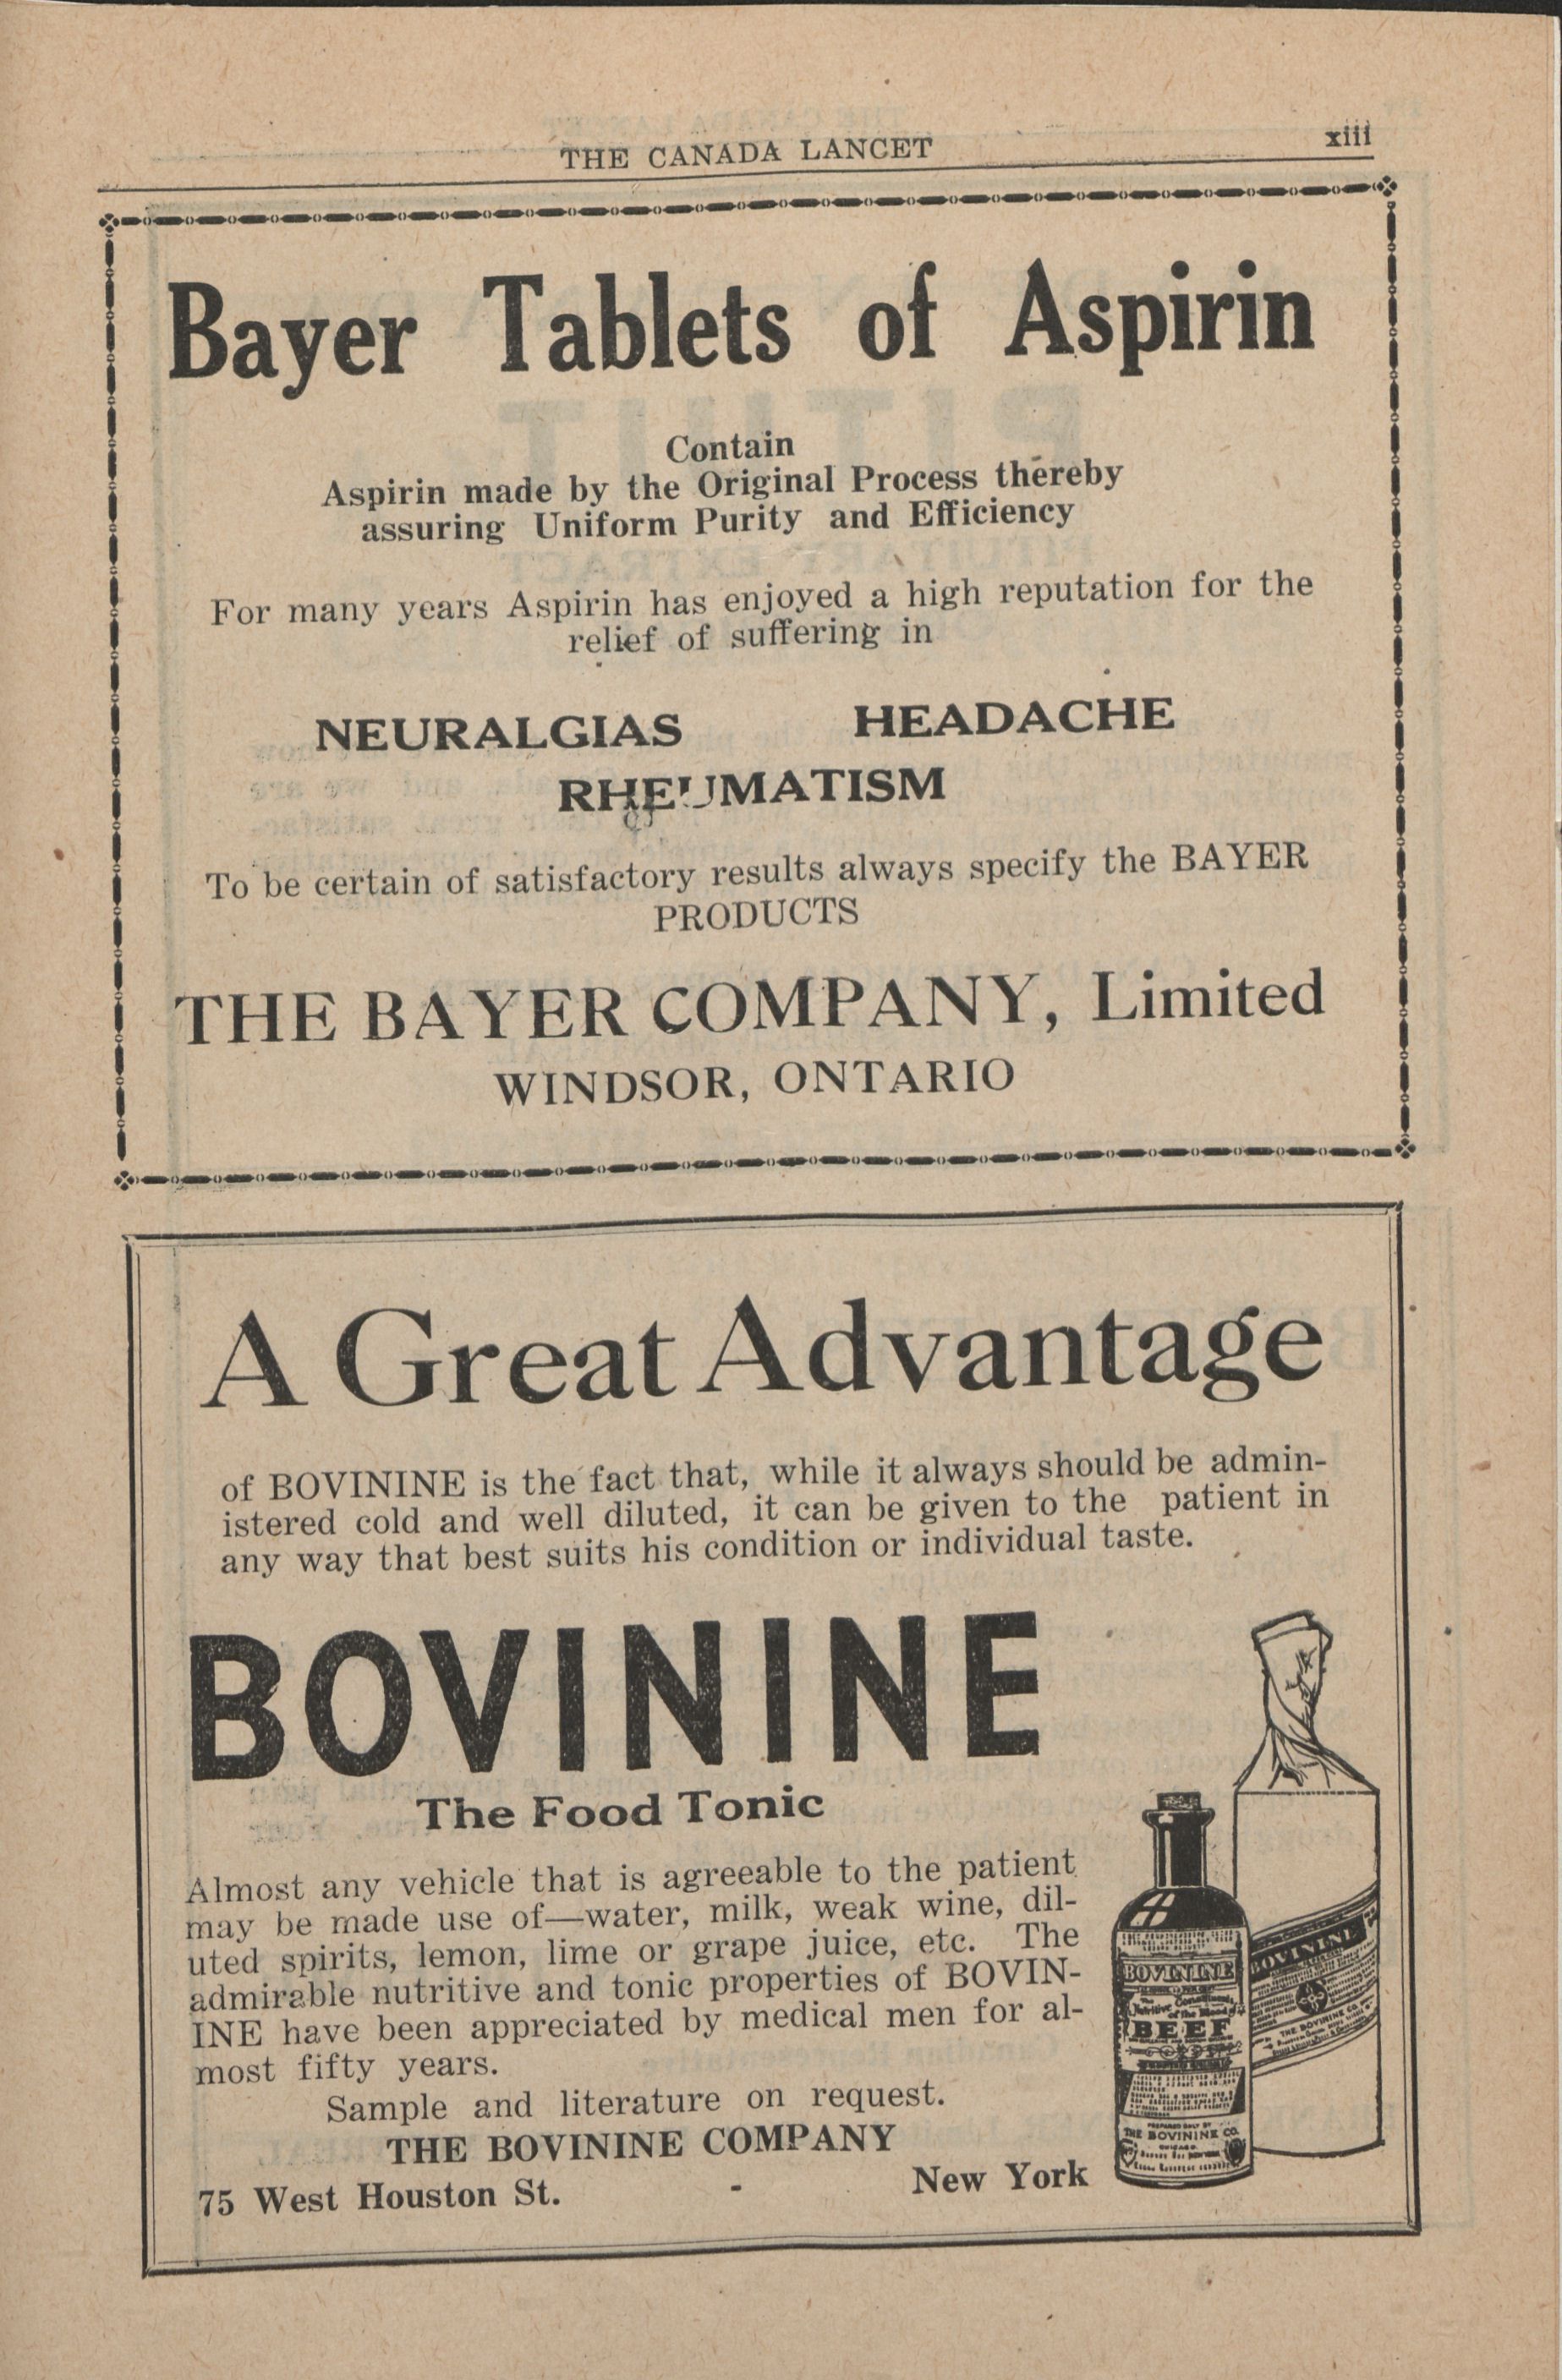 THE CANADA LANCET
xiii
Bayer Tablets of Aspirin
Contain
Aspirin made by the Original Process thereby
assuring Uniform Purity and Efficiency
For many years Aspirin has enjoyed a high reputation for the
relief of suffering in
NEURALGIAS HEADACHE
RHEUMATISM
To be certain of satisfactory results always specify the BAYER
PRODUCTS
THE BAYER COMPANY, Limited
WINDSOR, ONTARIO
A Great Advantage
of BOVININE is the fact that, while it always should be admin-
istered cold and well diluted, it can be given to the patient in
any way that best suits his condition or individual taste.
BOVININE
The Food Tonic
Almost any vehicle that is agreeable to the patient
may be made use of—water, milk, weak wine, dil-
uted spirits, lemon, lime or grape juice, etc. The
admirable nutritive and tonic properties of BOVIN-
INE have been appreciated by medical men for al-
most fifty years.
Sample and literature on request.
THE BOVININE COMPANY
75 West Houston St. - New York
BOVININE
BEEF
THE BOVININE CO.
CHICAGO
BOVININE
THE BOVININE CO.